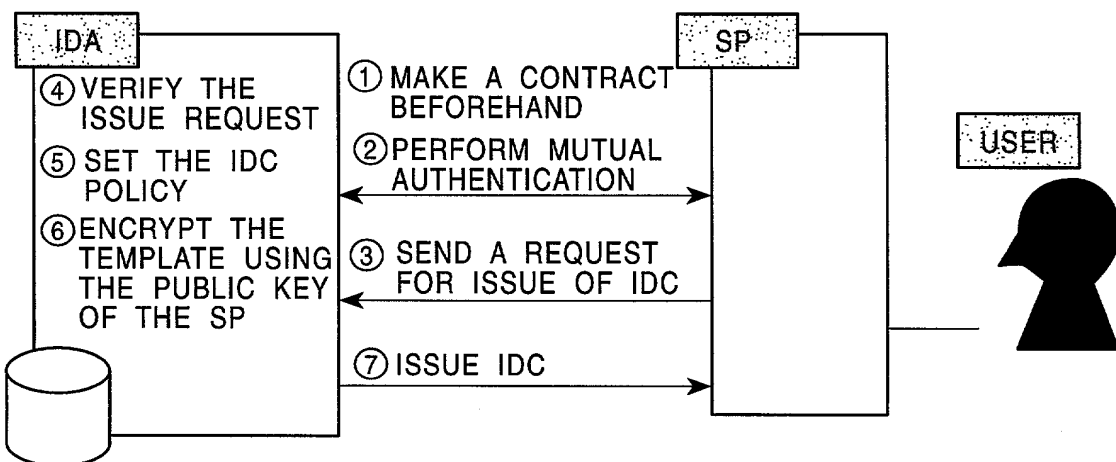 IDA
④ VERIFY THE
ISSUE REQUEST
⑤ SET THE IDC
POLICY
⑥ ENCRYPT THE
TEMPLATE USING
THE PUBLIC KEY
OF THE SP
① MAKE A CONTRACT
BEFOREHAND
② PERFORM MUTUAL
AUTHENTICATION
③ SEND A REQUEST
FOR ISSUE OF IDC
⑦ ISSUE IDC
SP
USER